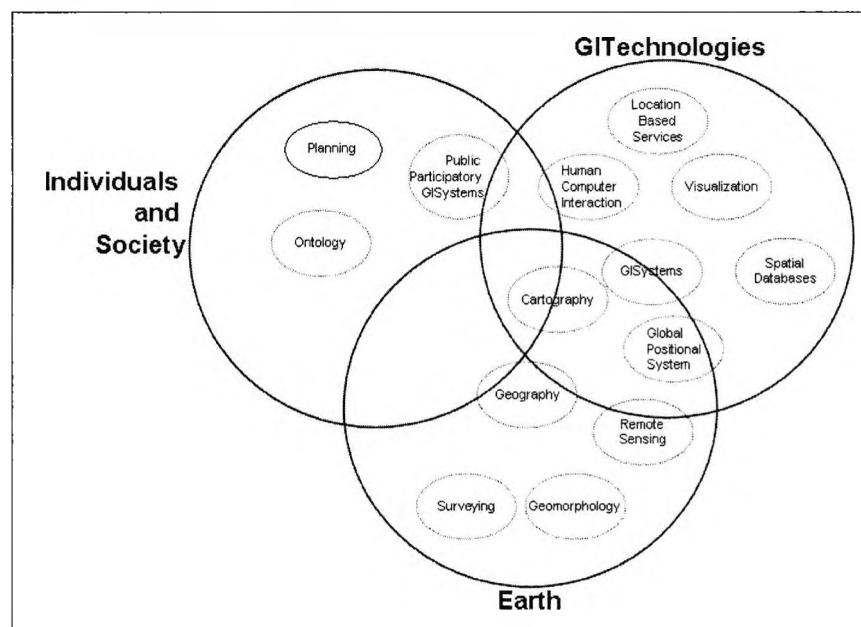 GITechnologies
Individuals
and
Society
Planning
Ontology
Public
Participatory
GISystems
Location
Based
Services
Human
Computer
Interaction
Visualization
GISystems
Spatial
Databases
Cartography
Global
Positional
System
Geography
Remote
Sensing
Surveying
Geomorphology
Earth